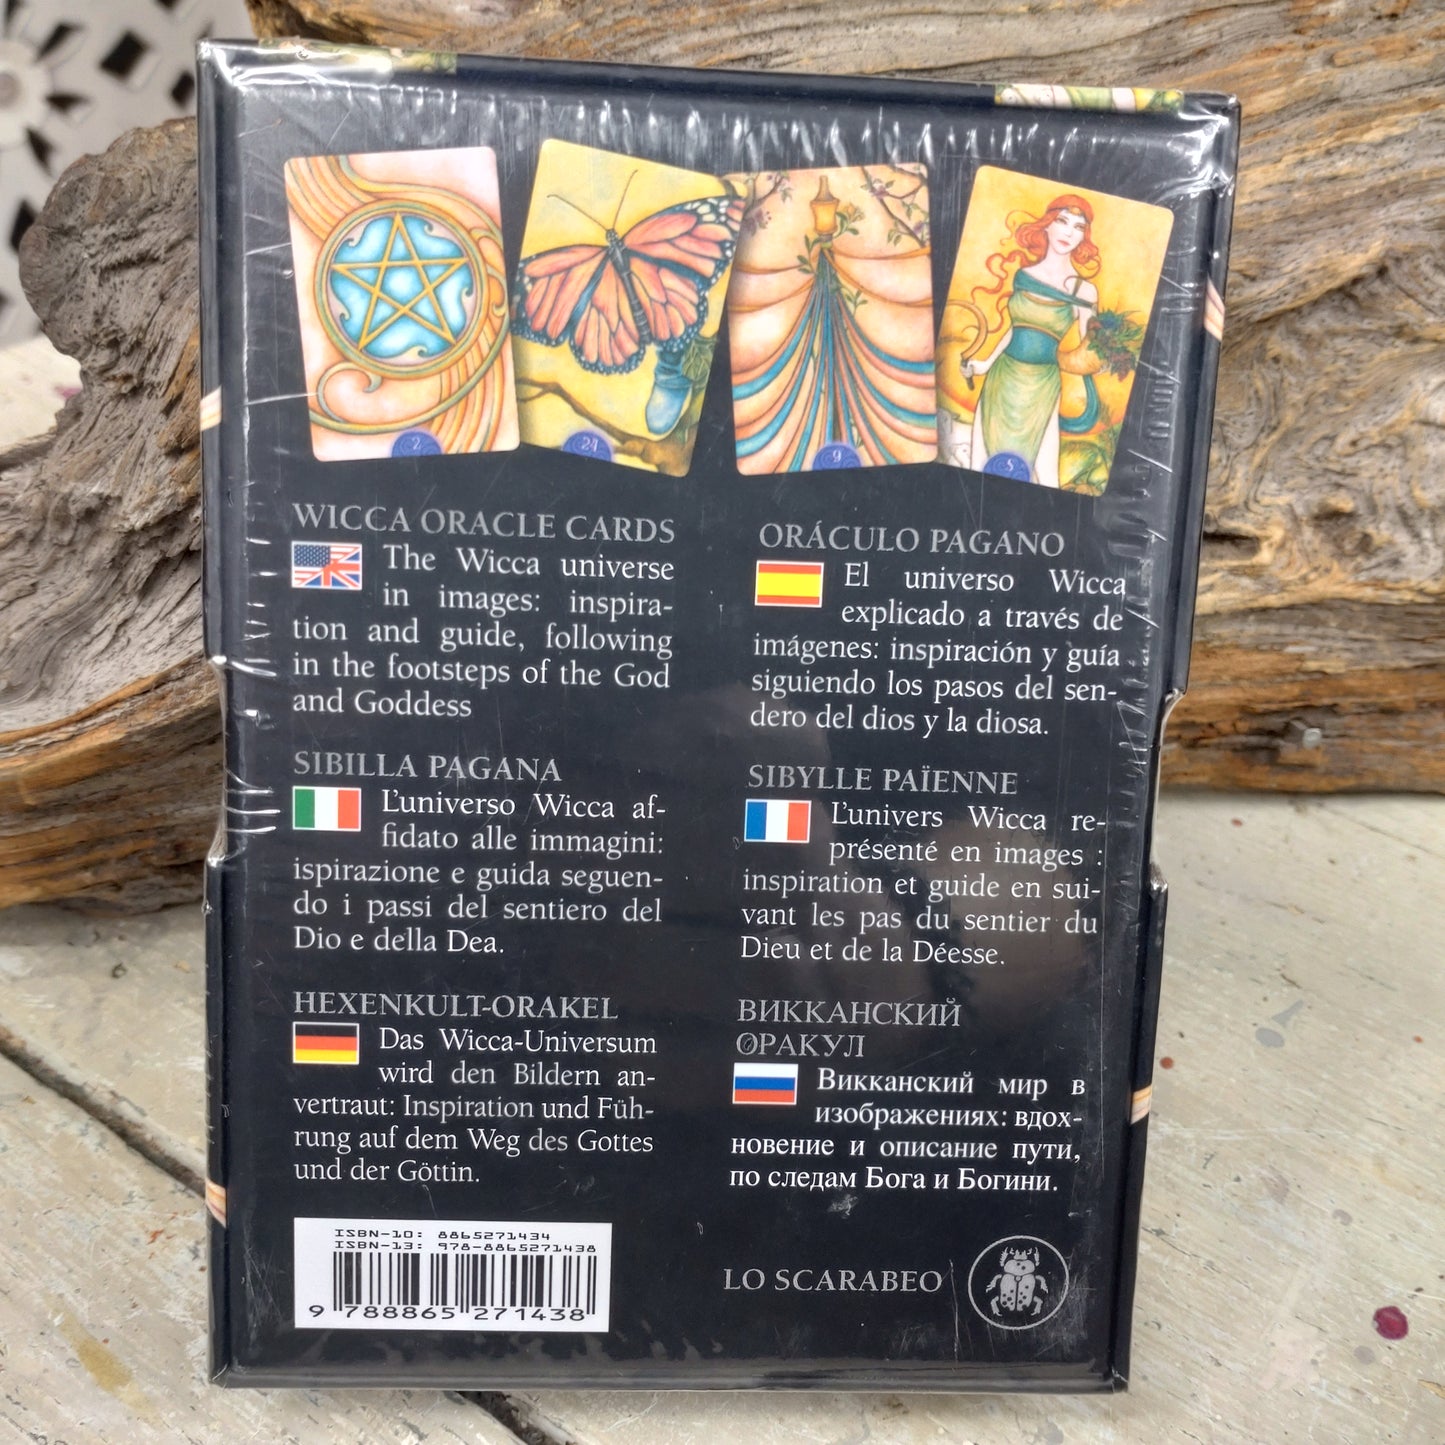 2
24
9
5
WICCA ORACLE CARDS
The Wicca universe
in images: inspira-
tion and guide, following
in the footsteps of the God
and Goddess
ORÁCULO PAGANO
El universo Wicca
explicado a través de
imágenes: inspiración y guía
siguiendo los pasos del sen-
dero del dios y la diosa.
SIBILLA PAGANA
L'universo Wicca af-
fidato alle immagini:
ispirazione e guida seguen-
do i passi del sentiero del
Dio e della Dea.
SIBYLLE PAÏENNE
L'univers Wicca re-
présenté en images :
inspiration et guide en sui-
vant les pas du sentier du
Dieu et de la Déesse.
HEXENKULT-ORAKEL
Das Wicca-Universum
wird den Bildern an-
vertraut: Inspiration und Füh-
rung auf dem Weg des Gottes
und der Göttin.
ВИККАНСКИЙ
ОРАКУЛ
Викканский мир в
изображениях: вдох-
новение и описание пути,
по следам Бога и Богини.
ISBN-10: 8865271434
ISBN-13: 978-8865271438
9 788865 271438
LO SCARABEO